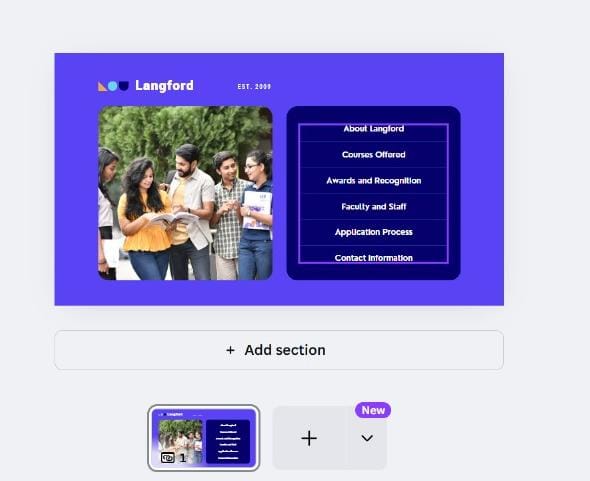 Langford
EST. 2009
About Langford
Courses Offered
Awards and Recognition
Faculty and Staff
Application Process
Contact Information
+ Add section
New
1